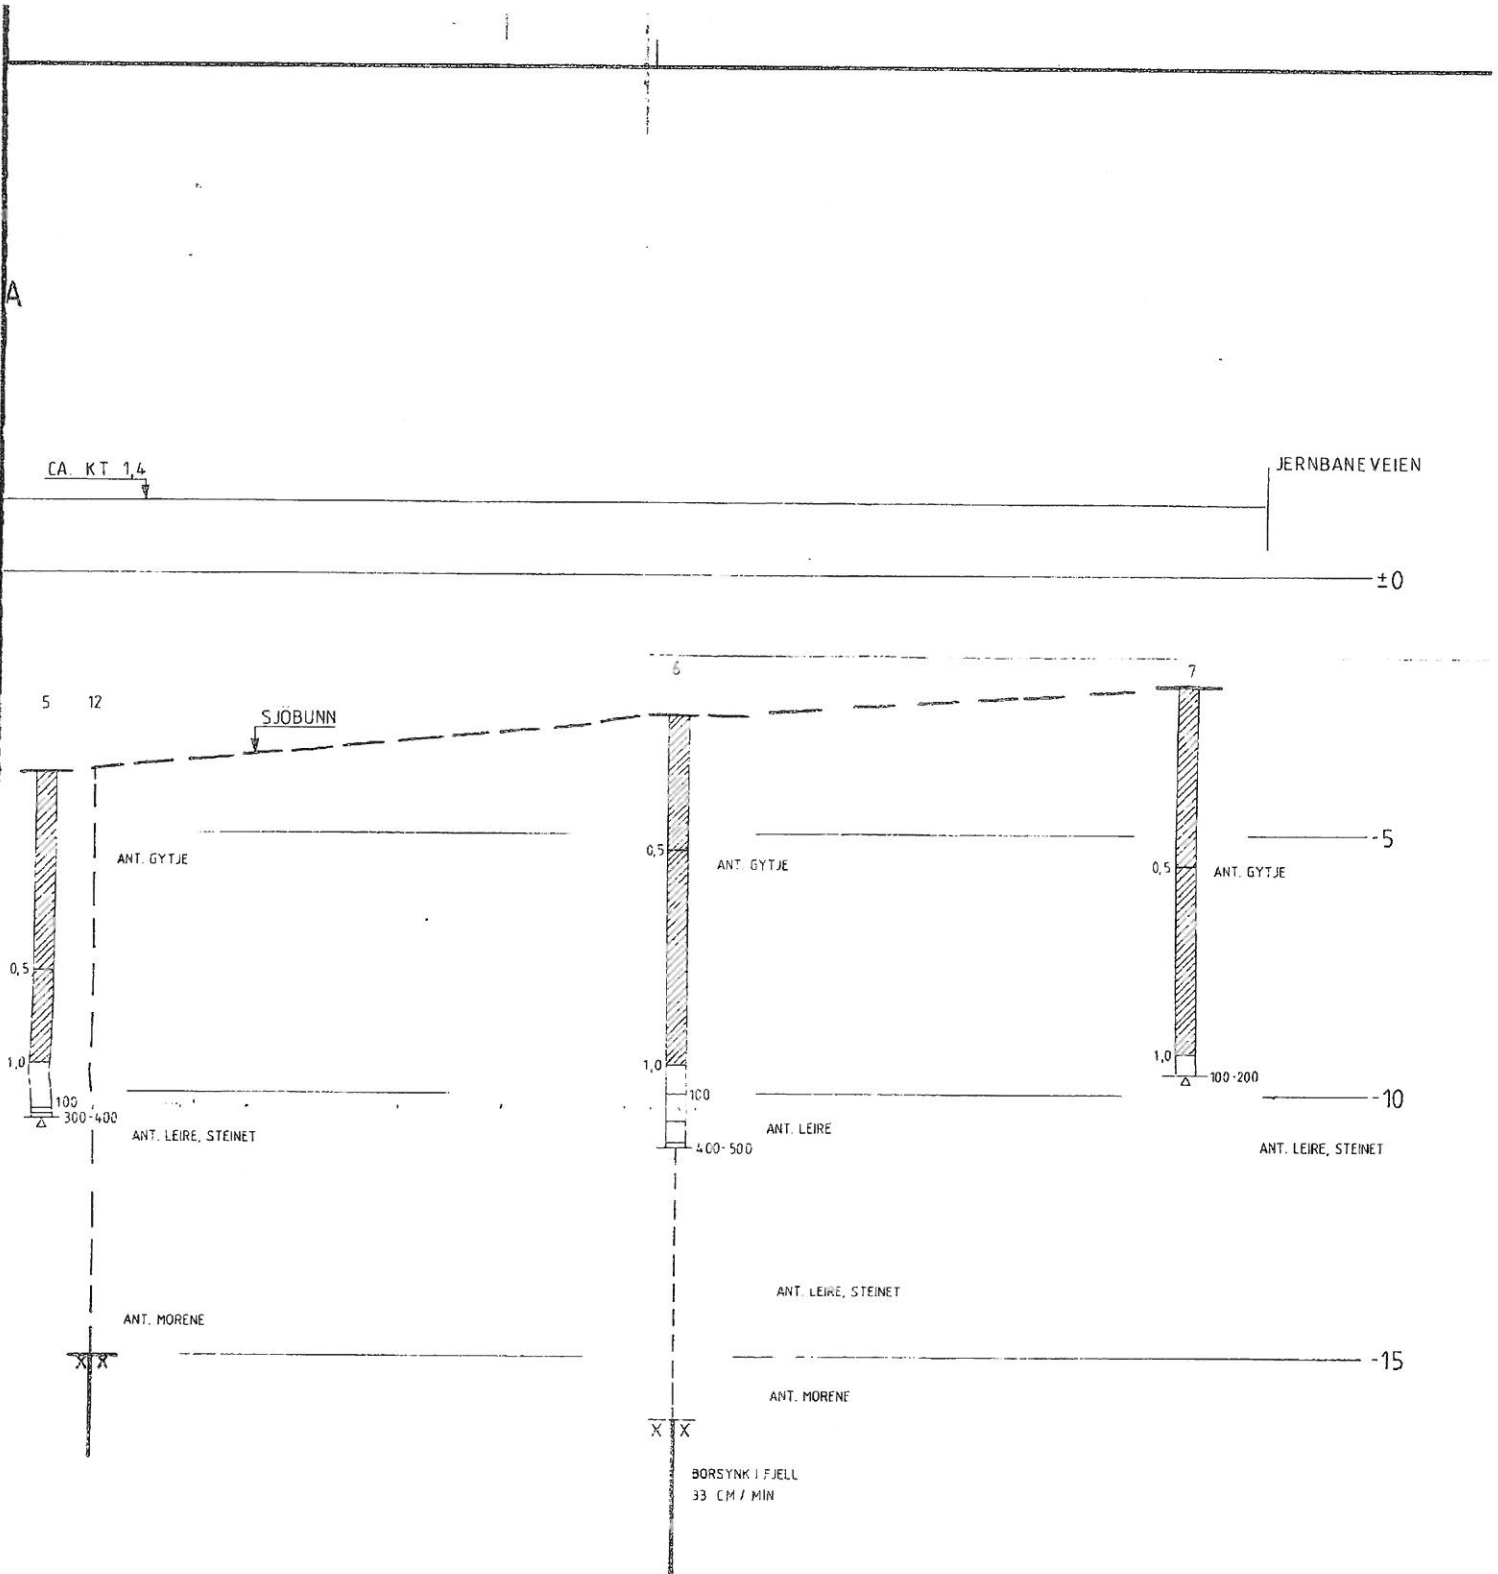 A
CA. KT 1,4
JERNBANEVEIEN
±0
6
7
5
12
SJÖBUNN
-5
ANT. GYTJE
0,5
ANT. GYTJE
0,5
ANT. GYTJE
0,5
1,0
1,0
1,0
100-200
100
300-400
100
-10
ANT. LEIRE, STEINET
ANT. LEIRE
400-500
ANT. LEIRE, STEINET
ANT. LEIRE, STEINET
ANT. MORENE
-15
X X
ANT. MORENE
X X
BORSYNK I FJELL
33 CM / MIN